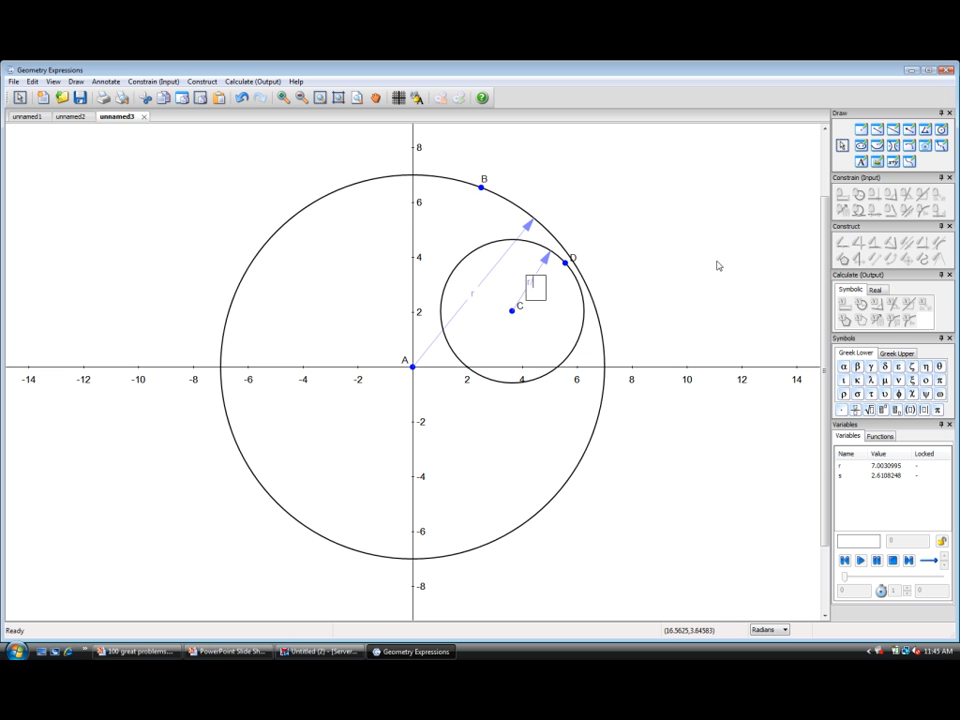 Geometry Expressions
File Edit View Draw Annotate Constrain (Input) Construct Calculate (Output) Help
unnamed1 unnamed2 unnamed3
8
6
4
2
-2
-4
-6
-8
-14 -12 -10 -8 -6 -4 -2 2 4 6 8 10 12 14
B
D
C
A
r
Draw
Constrain (Input)
Construct
Calculate (Output)
Symbolic Real
Symbols
Greek Lower Greek Upper
α β γ δ ε ζ η θ
ι κ λ μ ν ξ ο π
ρ σ τ υ φ χ ψ ω
Variables
Variables Functions
Name Value Locked
r 7.0030995 -
s 2.6108248 -
0
0 1 0
Ready (16.5625,3.64583) Radians
100 great problems... PowerPoint Slide Sh... Untitled (2) - [Server... Geometry Expressions 11:45 AM